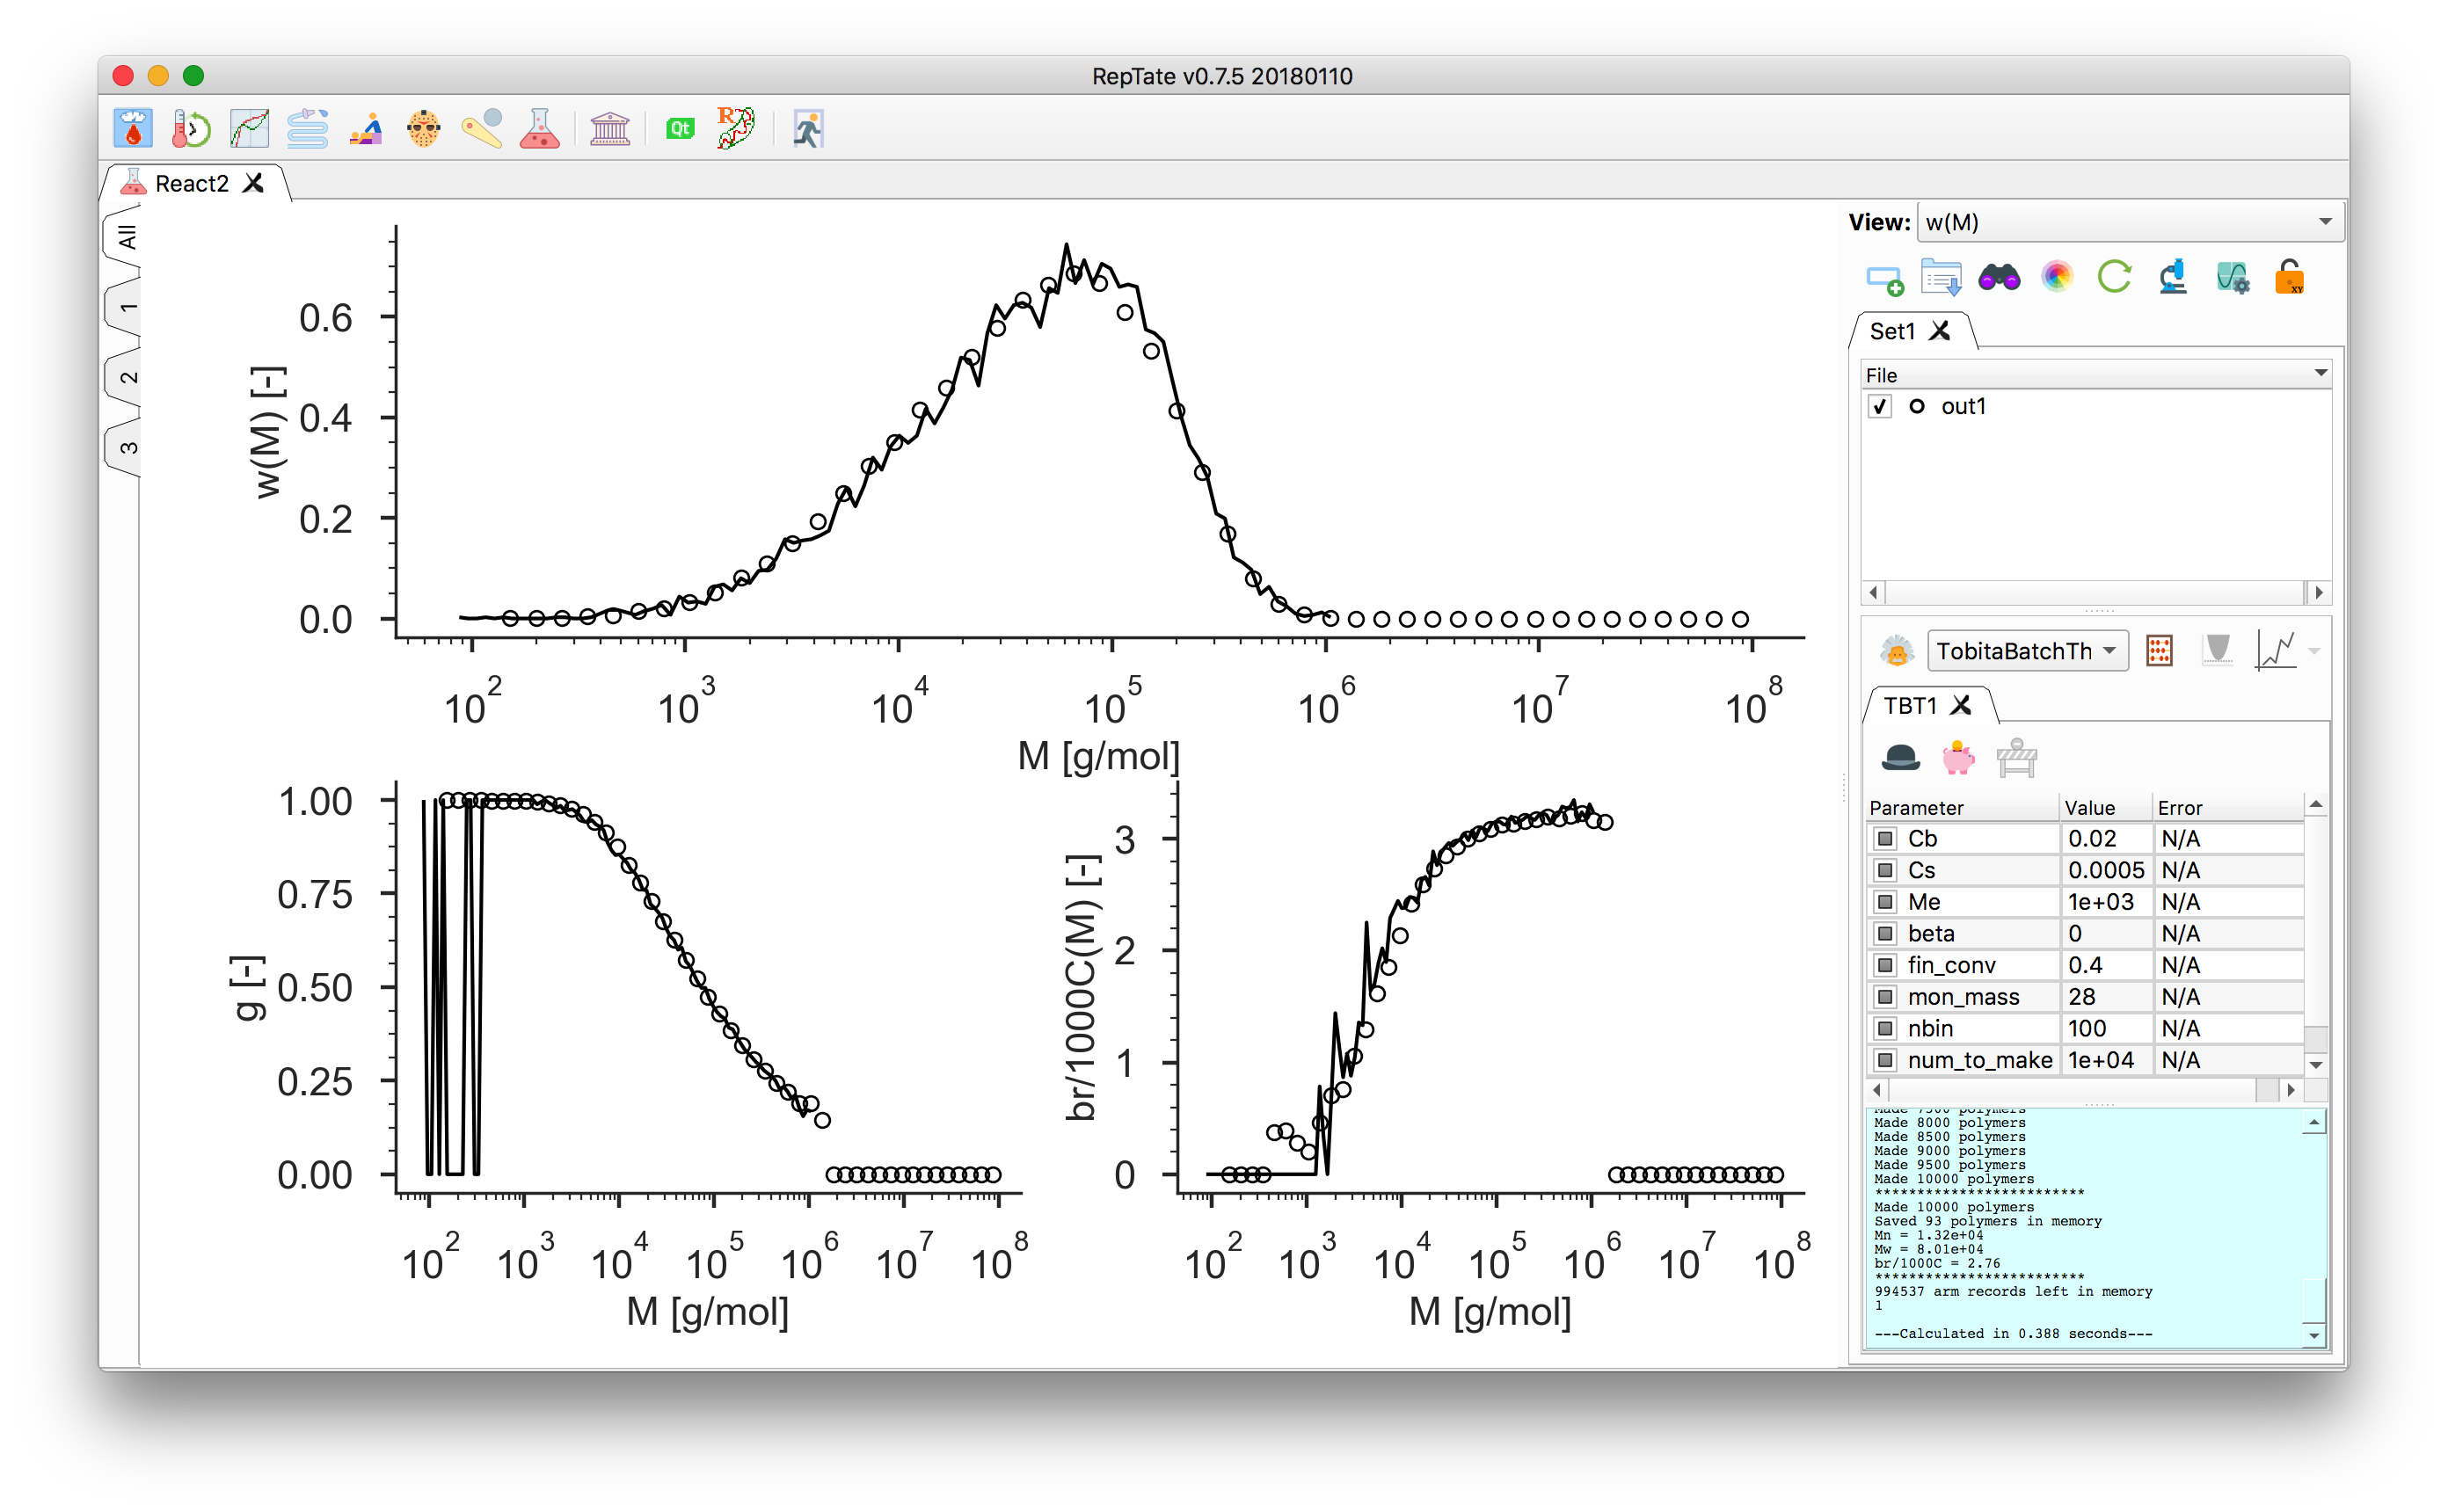 RepTate v0.7.5 20180110
Qt
R
React2
All
1
2
3
w(M) [-]
0.6
0.4
0.2
0.0
10^2 10^3 10^4 10^5 10^6 10^7 10^8
M [g/mol]
g [-]
1.00
0.75
0.50
0.25
0.00
10^2 10^3 10^4 10^5 10^6 10^7 10^8
M [g/mol]
br/1000C(M) [-]
3
2
1
0
10^2 10^3 10^4 10^5 10^6 10^7 10^8
M [g/mol]
View: w(M)
XY
Set1
File
out1
TobitaBatchTh
TBT1
Parameter Value Error
Cb 0.02 N/A
Cs 0.0005 N/A
Me 1e+03 N/A
beta 0 N/A
fin_conv 0.4 N/A
mon_mass 28 N/A
nbin 100 N/A
num_to_make 1e+04 N/A
Made 7500 polymers
Made 8000 polymers
Made 8500 polymers
Made 9000 polymers
Made 9500 polymers
Made 10000 polymers
*************************
Made 10000 polymers
Saved 93 polymers in memory
Mn = 1.32e+04
Mw = 8.01e+04
br/1000C = 2.76
*************************
994537 arm records left in memory
1
---Calculated in 0.388 seconds---